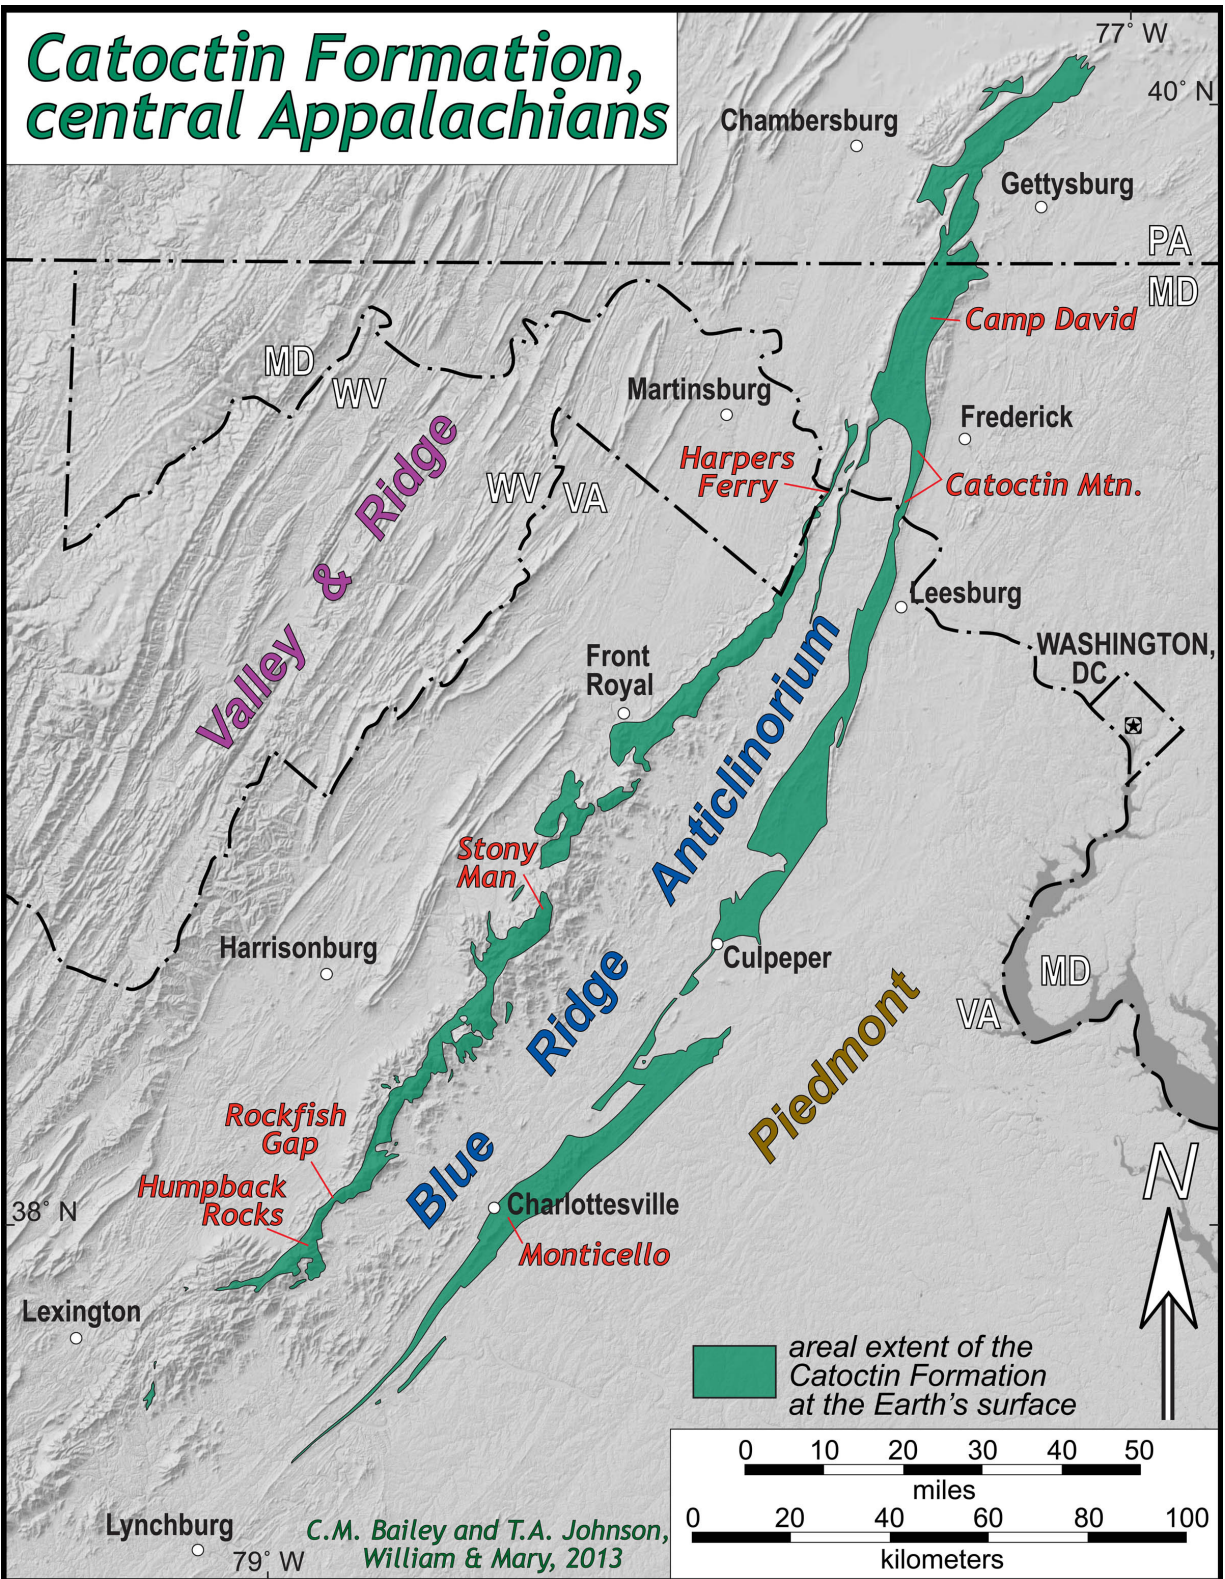 Catoctin Formation,
central Appalachians
77° W
40° N
Chambersburg
Gettysburg
PA
MD
Camp David
MD
WV
Martinsburg
Frederick
Harpers
Ferry
Catoctin Mtn.
WV
VA
Valley & Ridge
Leesburg
WASHINGTON,
DC
Front
Royal
Blue Ridge Anticlinorium
Stony
Man
Harrisonburg
Culpeper
MD
VA
Piedmont
Rockfish
Gap
Humpback
Rocks
38° N
Charlottesville
Monticello
N
Lexington
areal extent of the
Catoctin Formation
at the Earth's surface
0 10 20 30 40 50
miles
0 20 40 60 80 100
kilometers
Lynchburg
79° W
C.M. Bailey and T.A. Johnson,
William & Mary, 2013